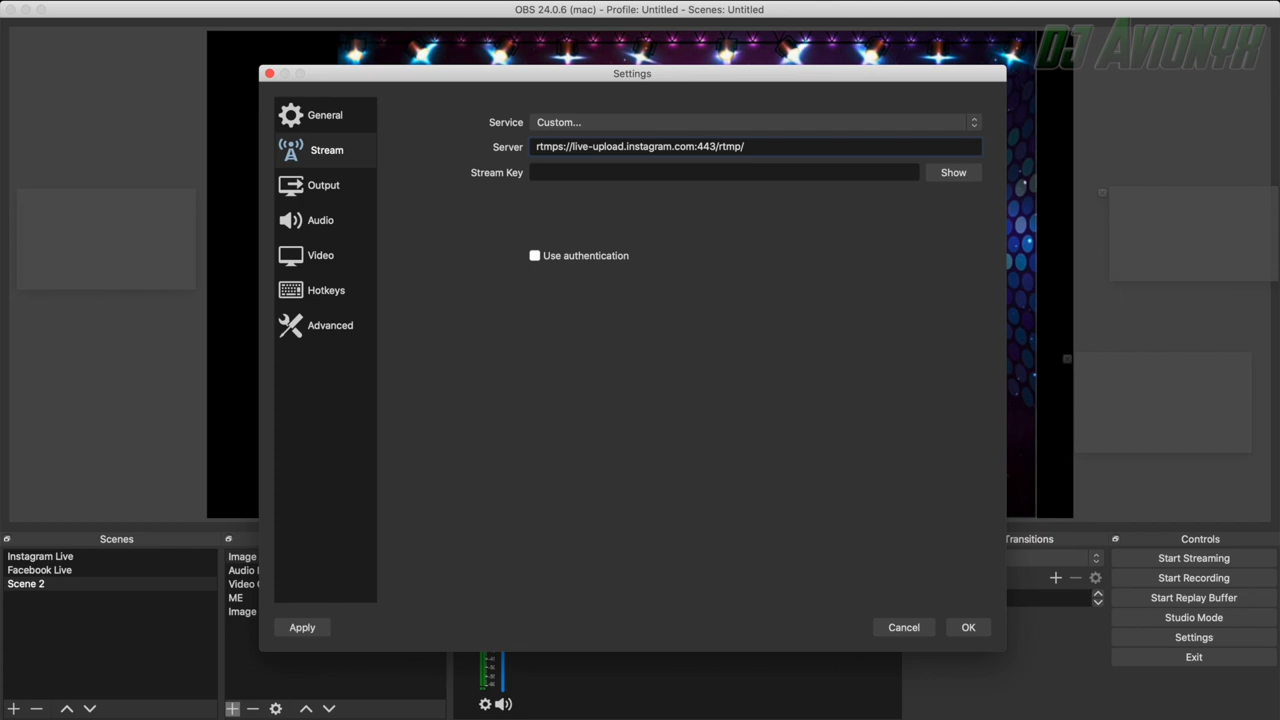 OBS 24.0.6 (mac) - Profile: Untitled - Scenes: Untitled
DJ AVIONYX
Settings
General
Stream
Output
Audio
Video
Hotkeys
Advanced
Service
Custom...
Server
rtmps://live-upload.instagram.com:443/rtmp/
Stream Key
Show
Use authentication
Apply
Cancel
OK
Scenes
Instagram Live
Facebook Live
Scene 2
Image
Audio
Video
ME
Image
Transitions
Controls
Start Streaming
Start Recording
Start Replay Buffer
Studio Mode
Settings
Exit